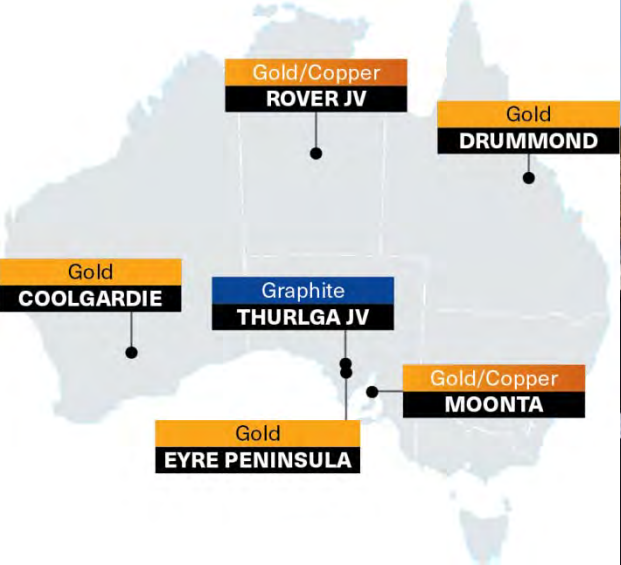 Gold/Copper
ROVER JV
Gold
DRUMMOND
Gold
COOLGARDIE
Graphite
THURLGA JV
Gold/Copper
MOONTA
Gold
EYRE PENINSULA